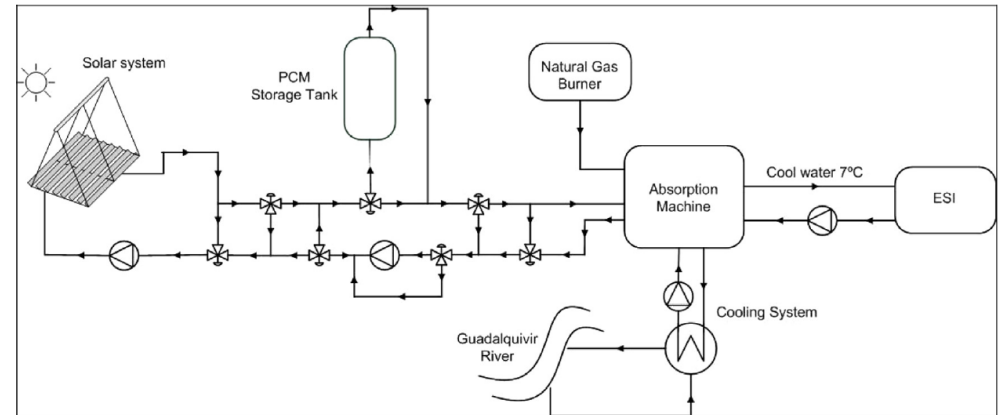 Solar system
PCM
Storage Tank
Natural Gas
Burner
Absorption
Machine
Cool water 7ºC
ESI
Cooling System
Guadalquivir
River